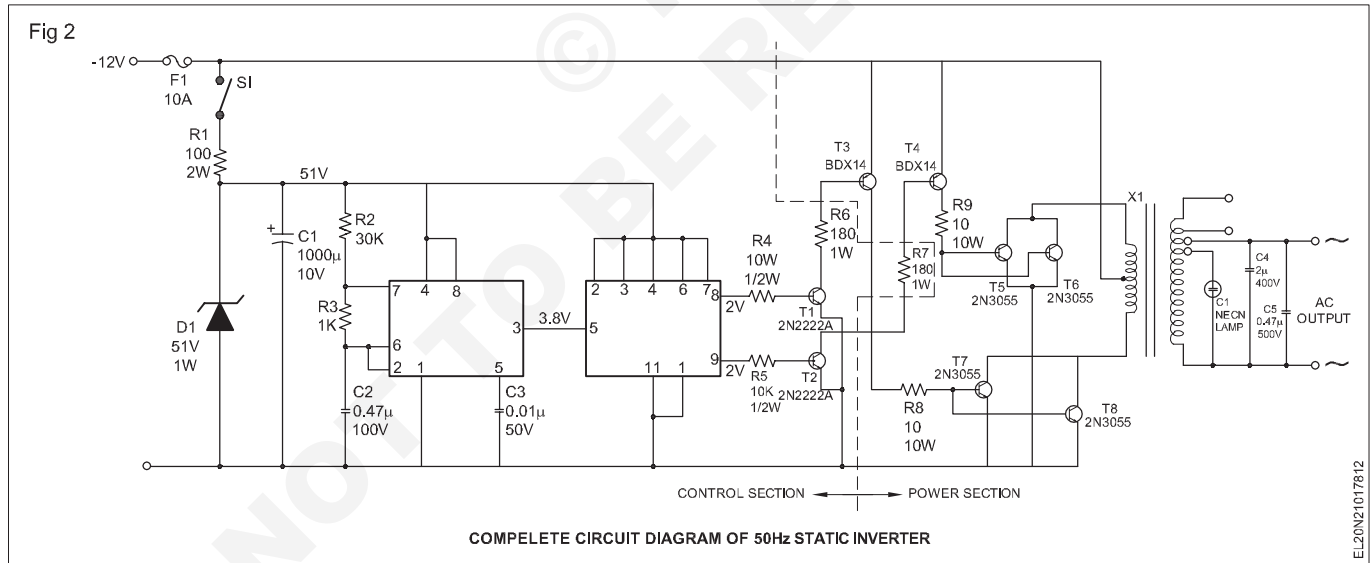 Fig 2
-12V
F1
10A
SI
R1
100
2W
51V
D1
51V
1W
C1
1000μ
10V
+
R2
30K
R3
1K
C2
0.47μ
100V
7
4
8
6
2
1
5
3
C3
0.01μ
50V
3.8V
2
3
4
6
7
5
8
9
11
1
2V
2V
R4
10W
1/2W
R5
10K
1/2W
T1
2N2222A
T2
2N2222A
R6
180
1W
R7
180
1W
T3
BDX14
T4
BDX14
R9
10
10W
T5
2N3055
T6
2N3055
T7
2N3055
R8
10
10W
T8
2N3055
X1
C1
NECN
LAMP
C4
2μ
400V
C5
0.47μ
500V
~
AC
OUTPUT
~
CONTROL SECTION
POWER SECTION
COMPELETE CIRCUIT DIAGRAM OF 50Hz STATIC INVERTER
EL20N21017812
© 
NOT TO BE RE